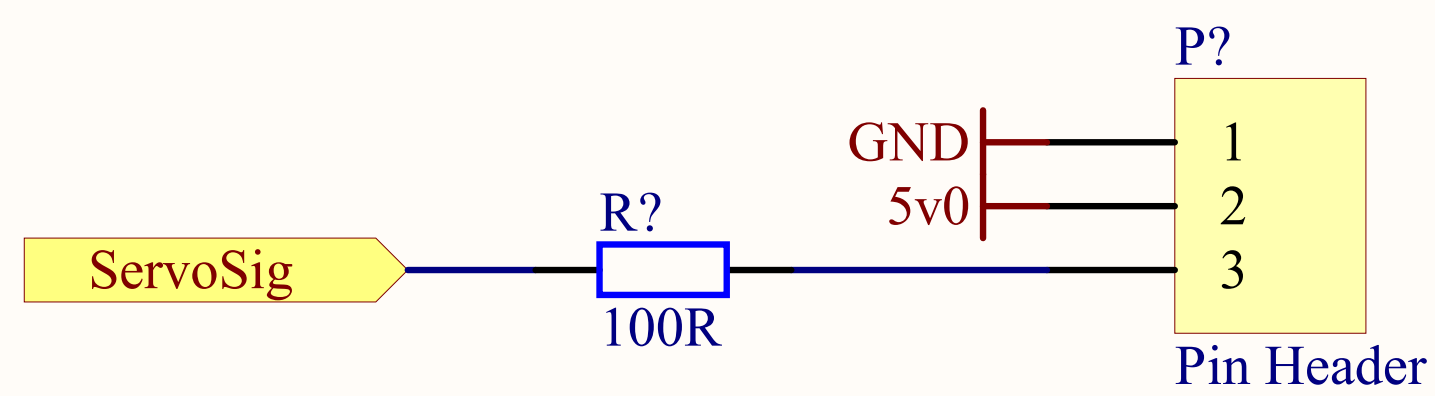 P?
GND
1
5v0
2
R?
ServoSig
3
100R
Pin Header